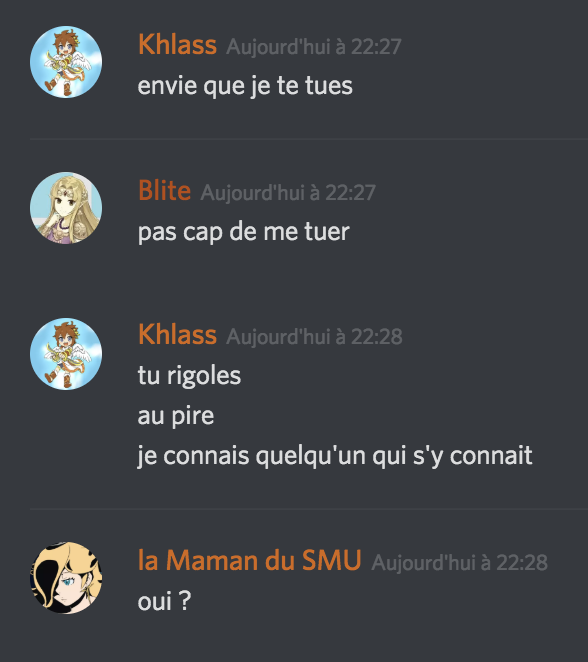 Khlass Aujourd'hui à 22:27
envie que je te tues
Blite Aujourd'hui à 22:27
pas cap de me tuer
Khlass Aujourd'hui à 22:28
tu rigoles
au pire
je connais quelqu'un qui s'y connait
la Maman du SMU Aujourd'hui à 22:28
oui ?